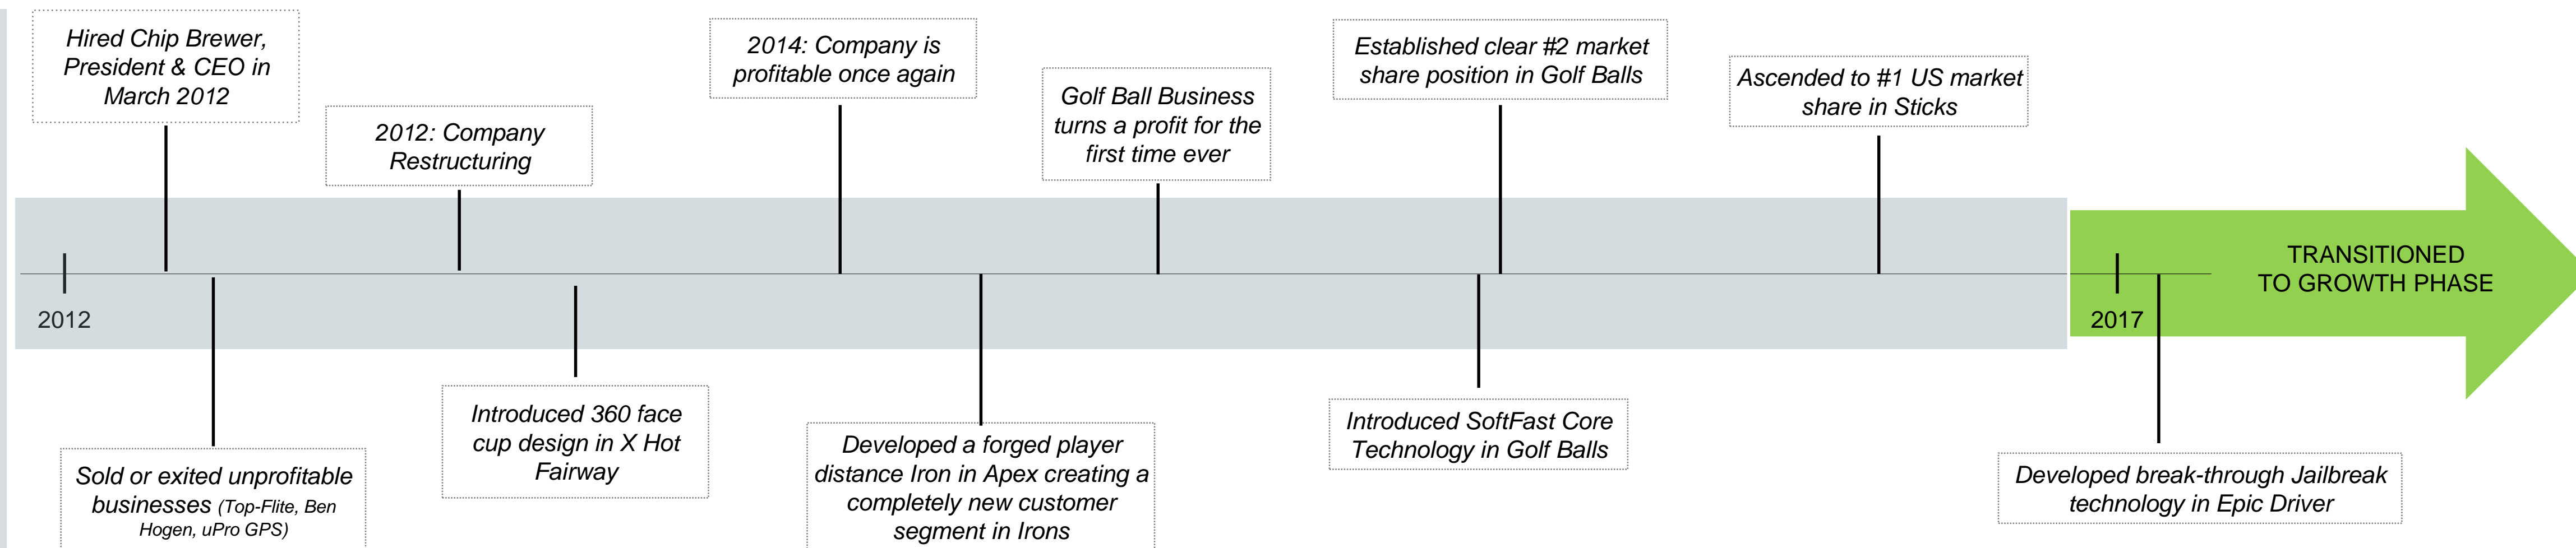 Hired Chip Brewer,
President & CEO in
March 2012
2012: Company
Restructuring
2014: Company is
profitable once again
Golf Ball Business
turns a profit for the
first time ever
Established clear #2 market
share position in Golf Balls
Ascended to #1 US market
share in Sticks
TRANSITIONED
TO GROWTH PHASE
2012
2017
Sold or exited unprofitable
businesses (Top-Flite, Ben
Hogen, uPro GPS)
Introduced 360 face
cup design in X Hot
Fairway
Developed a forged player
distance Iron in Apex creating a
completely new customer
segment in Irons
Introduced SoftFast Core
Technology in Golf Balls
Developed break-through Jailbreak
technology in Epic Driver